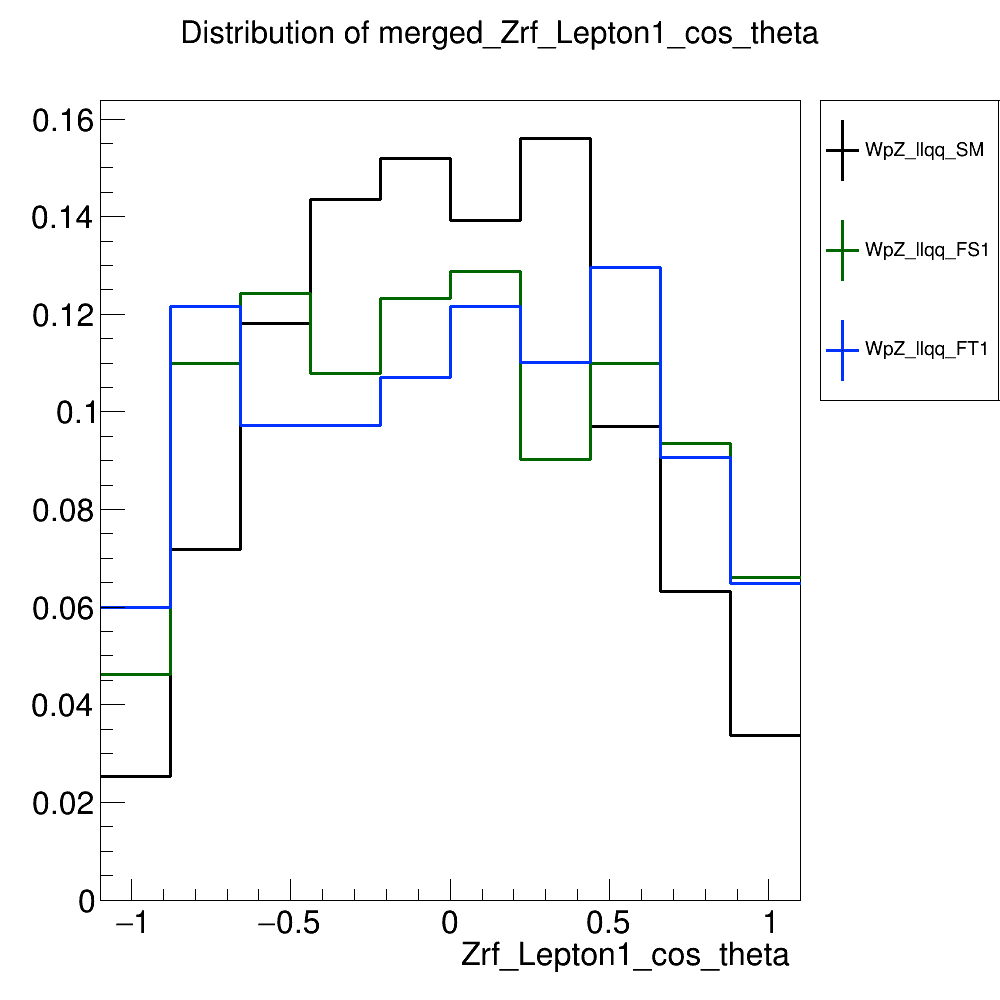 Distribution of merged_Zrf_Lepton1_cos_theta
0.16
0.14
0.12
0.1
0.08
0.06
0.04
0.02
0
−1
−0.5
0
0.5
1
Zrf_Lepton1_cos_theta
WpZ_llqq_SM
WpZ_llqq_FS1
WpZ_llqq_FT1